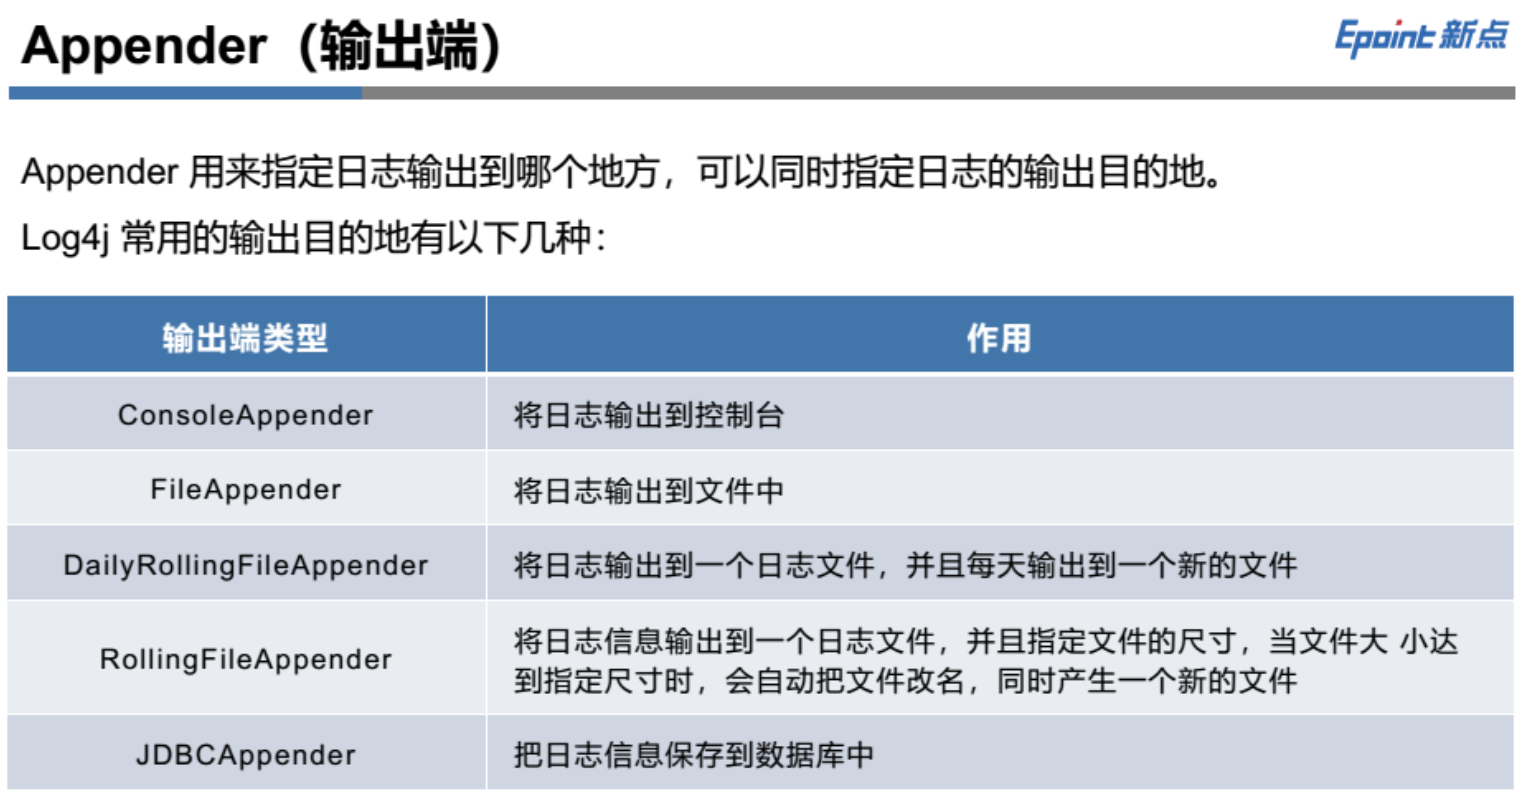 Appender（输出端）
Epoint新点
Appender 用来指定日志输出到哪个地方，可以同时指定日志的输出目的地。
Log4j 常用的输出目的地有以下几种：
输出端类型
作用
ConsoleAppender
将日志输出到控制台
FileAppender
将日志输出到文件中
DailyRollingFileAppender
将日志输出到一个日志文件，并且每天输出到一个新的文件
RollingFileAppender
将日志信息输出到一个日志文件，并且指定文件的尺寸，当文件大 小达
到指定尺寸时，会自动把文件改名，同时产生一个新的文件
JDBCAppender
把日志信息保存到数据库中